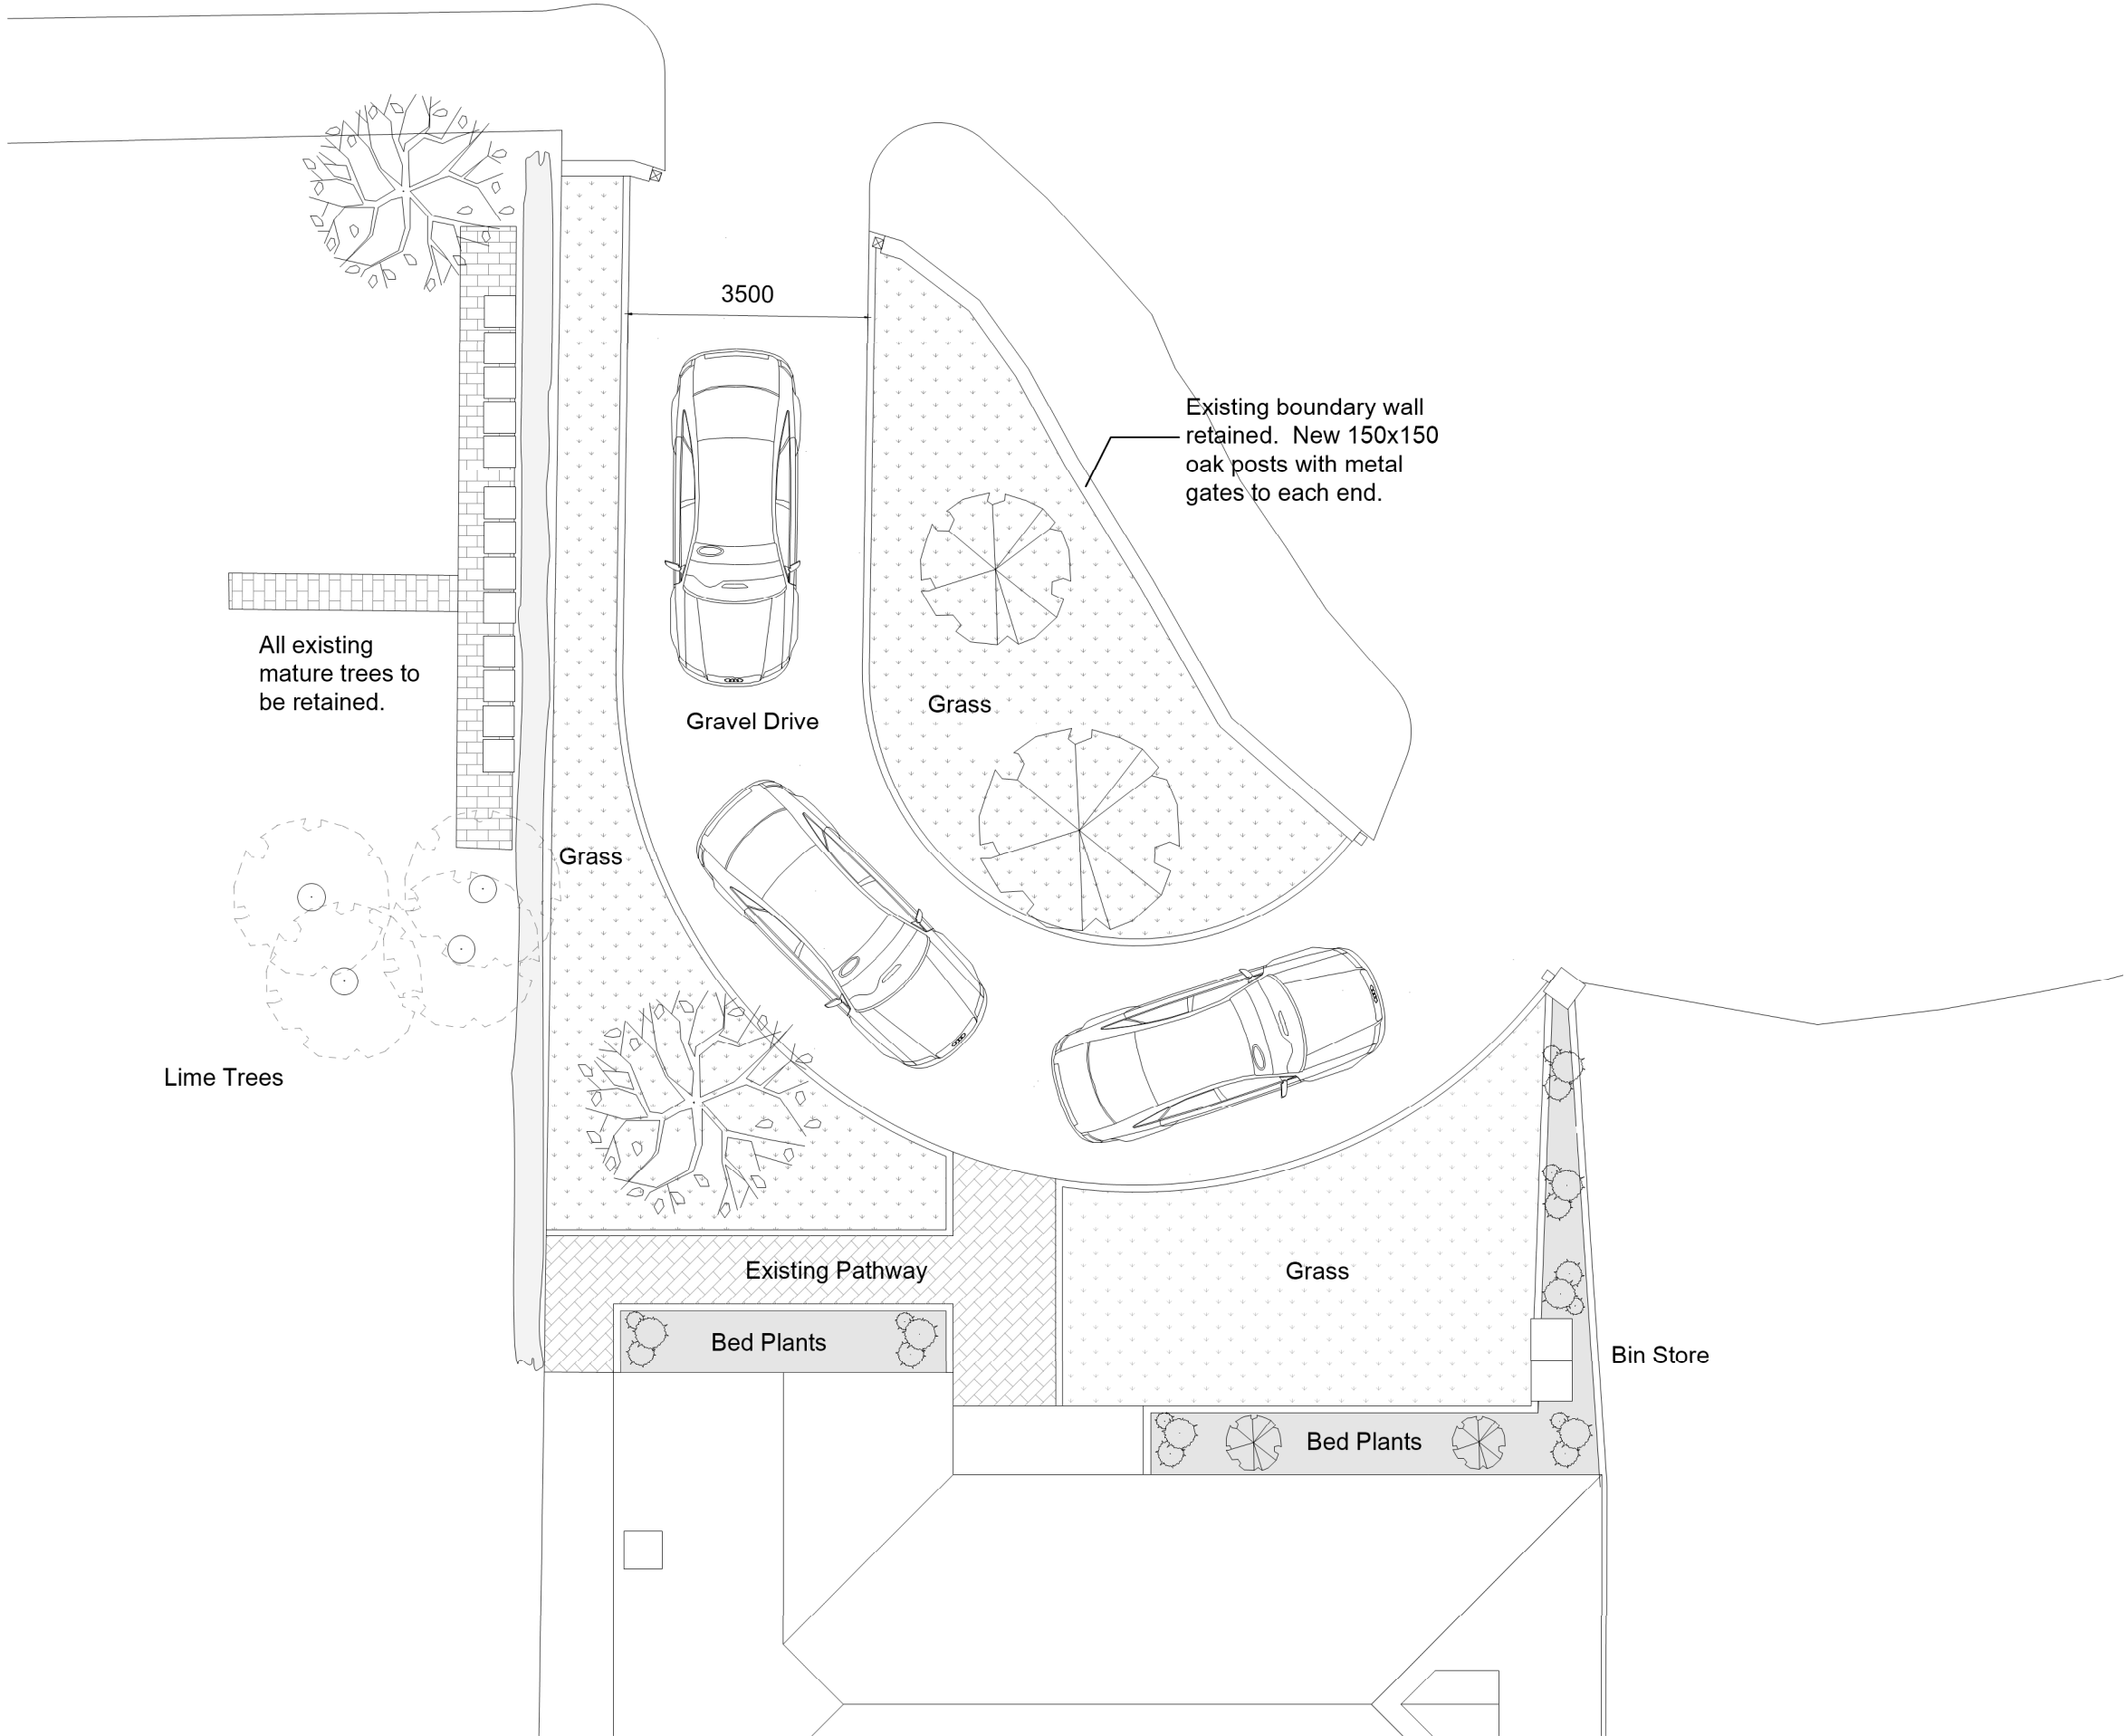 3500
Existing boundary wall
retained.  New 150x150
oak posts with metal
gates to each end.
All existing
mature trees to
be retained.
Grass
Gravel Drive
Grass
Lime Trees
Existing Pathway
Grass
Bed Plants
Bin Store
Bed Plants